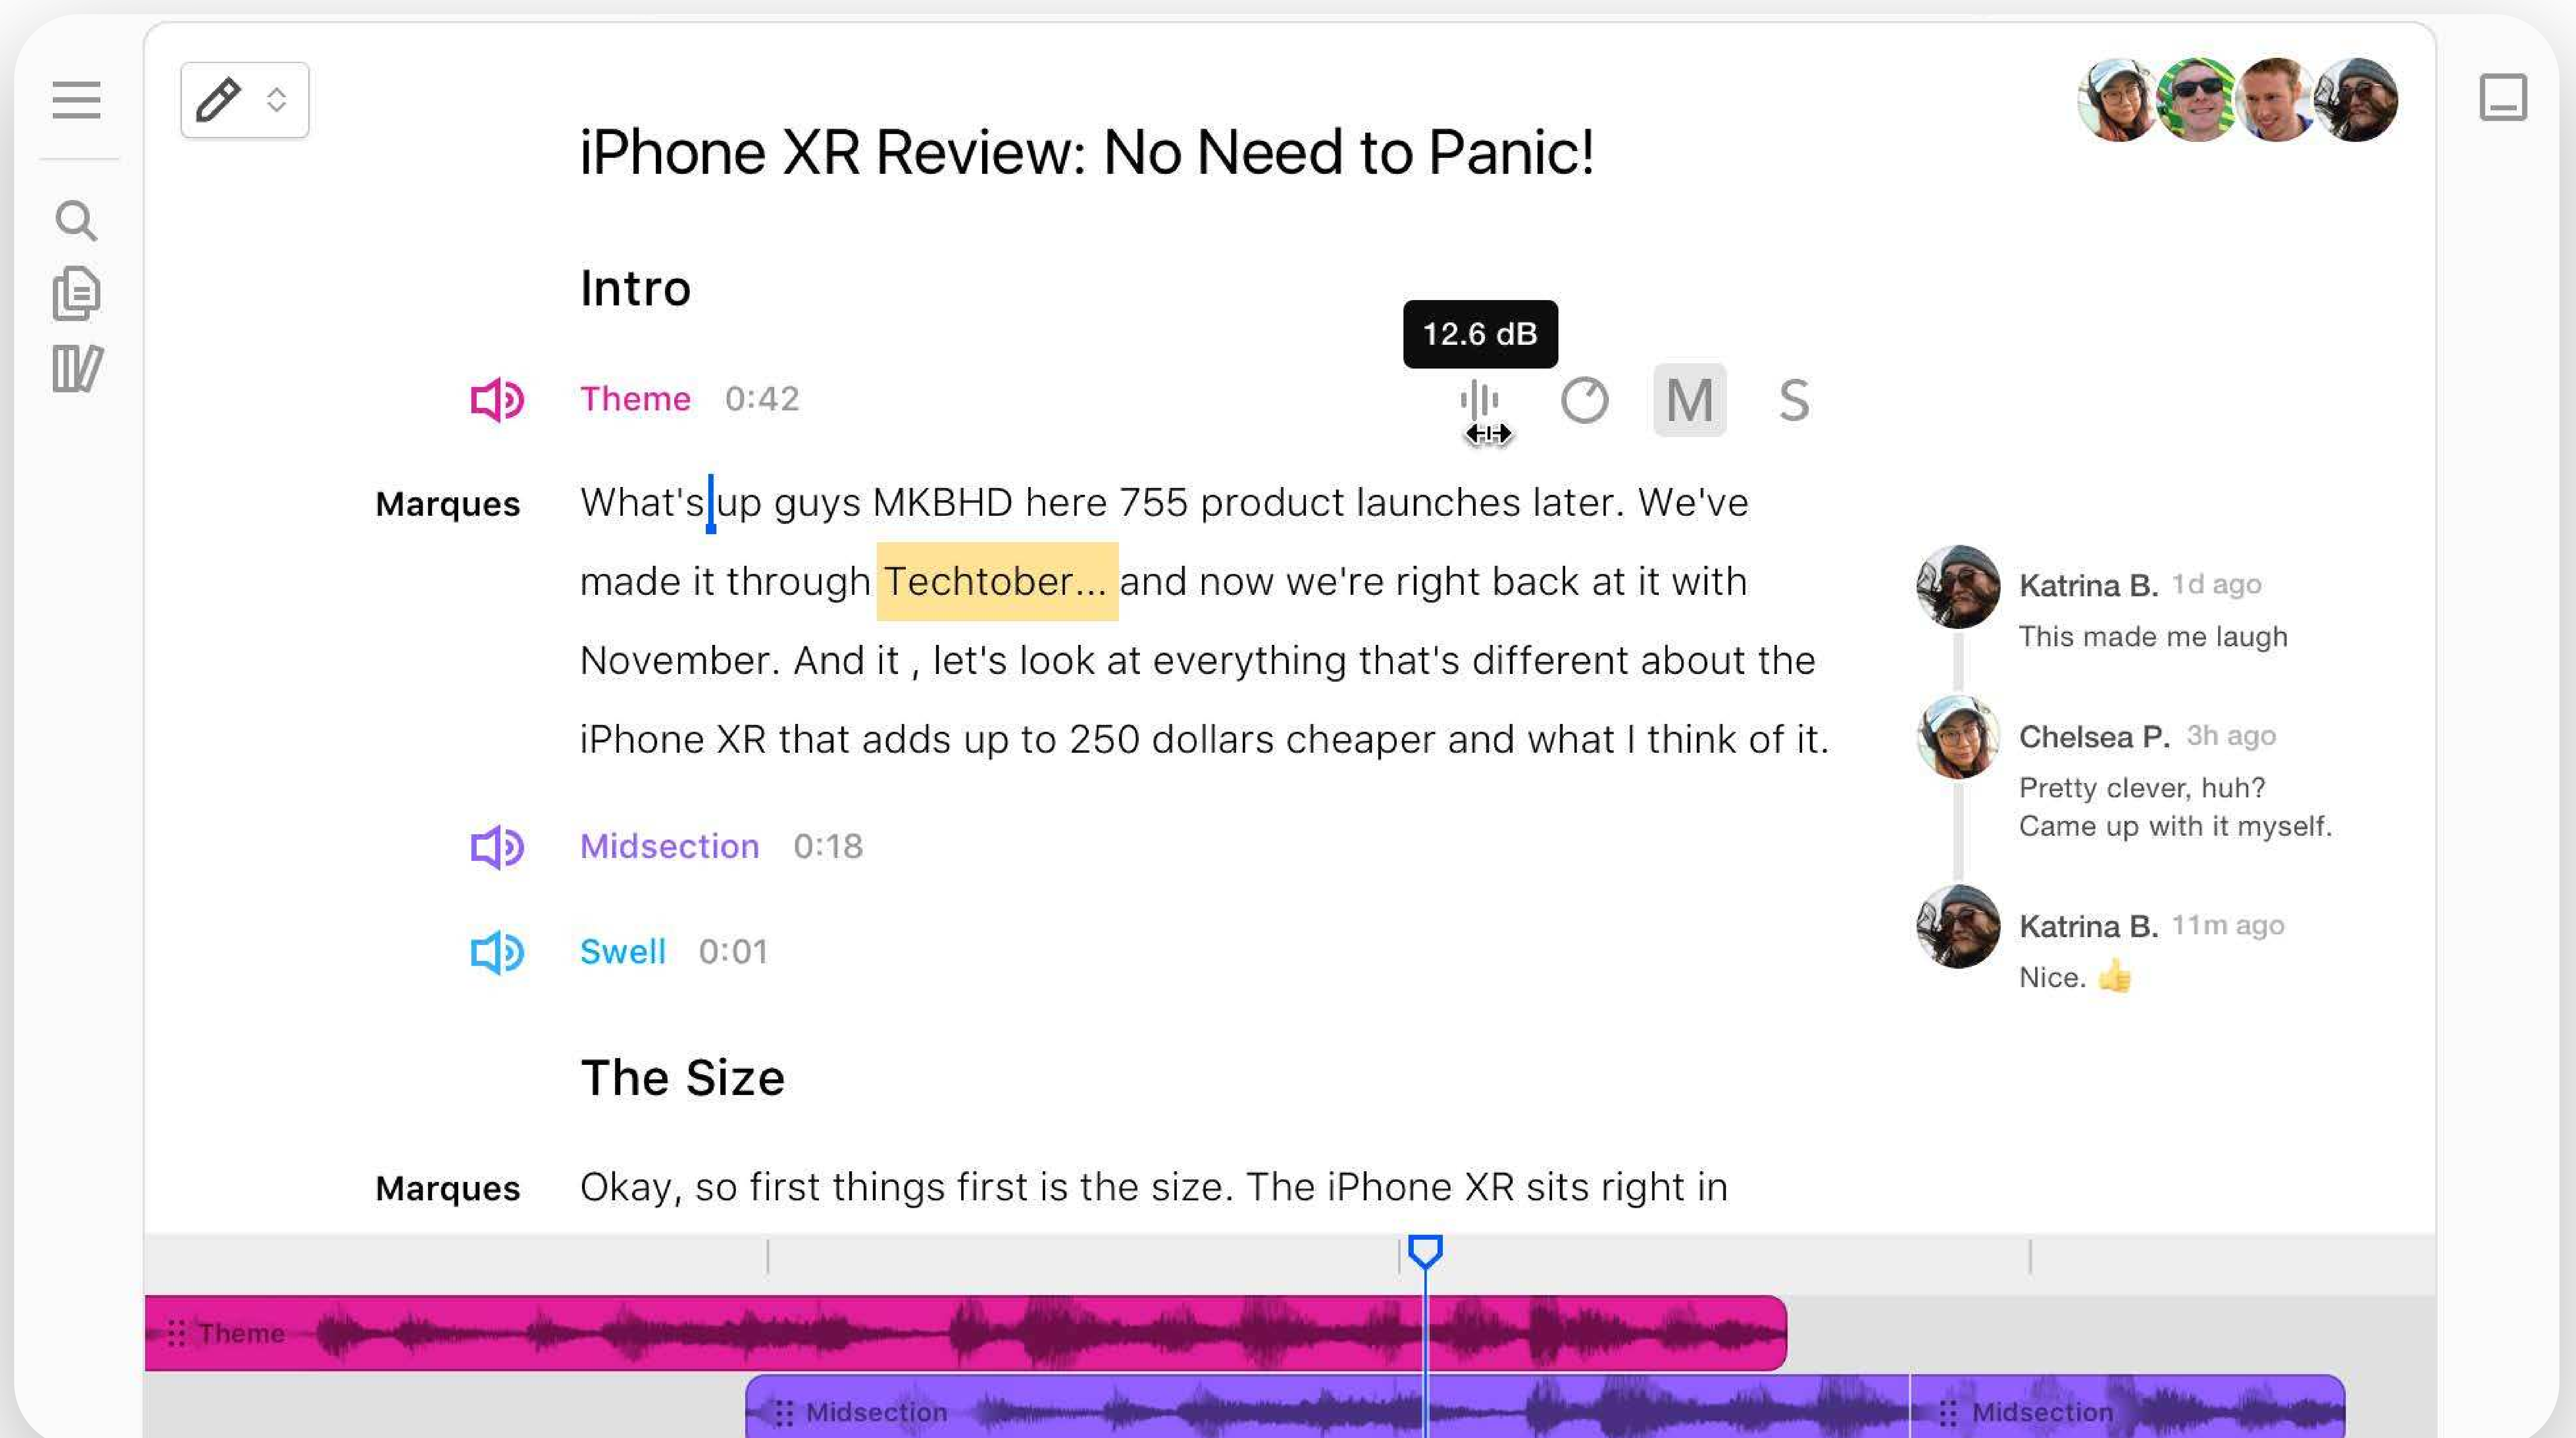 iPhone XR Review: No Need to Panic!
Intro
12.6 dB
Theme 0:42 M S
Marques What's up guys MKBHD here 755 product launches later. We've
made it through Techtober... and now we're right back at it with
November. And it , let's look at everything that's different about the
iPhone XR that adds up to 250 dollars cheaper and what I think of it.
Katrina B. 1d ago
This made me laugh
Chelsea P. 3h ago
Pretty clever, huh?
Came up with it myself.
Katrina B. 11m ago
Nice. 👍
Midsection 0:18
Swell 0:01
The Size
Marques Okay, so first things first is the size. The iPhone XR sits right in
Theme
Midsection Midsection